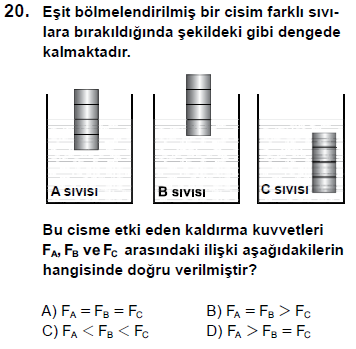 20. Eşit bölmelendirilmiş bir cisim farklı sıvı-
lara bırakıldığında şekildeki gibi dengede
kalmaktadır.
A SIVISI B SIVISI C SIVISI
Bu cisme etki eden kaldırma kuvvetleri
FA, FB ve FC arasındaki ilişki aşağıdakilerin
hangisinde doğru verilmiştir?
A) FA = FB = FC B) FA = FB > FC
C) FA < FB < FC D) FA > FB = FC